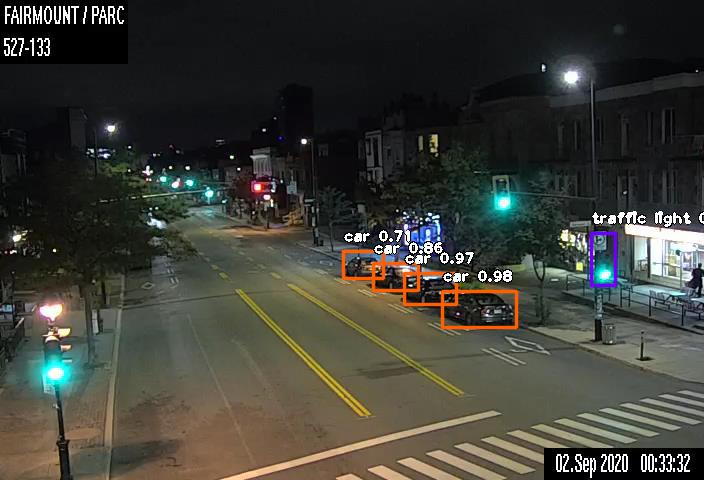 FAIRMOUNT / PARC
527-133
traffic light 0
car 0.71
car 0.86
car 0.97
car 0.98
02.Sep 2020 00:33:32